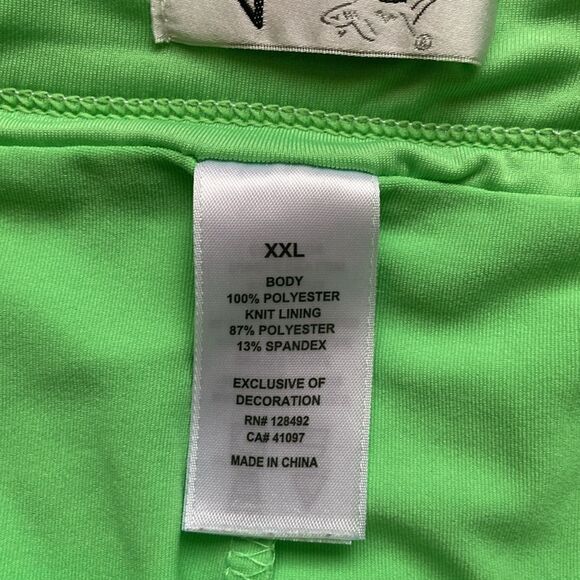 ®
XXL
BODY
100% POLYESTER
KNIT LINING
87% POLYESTER
13% SPANDEX
EXCLUSIVE OF
DECORATION
RN# 128492
CA# 41097
MADE IN CHINA